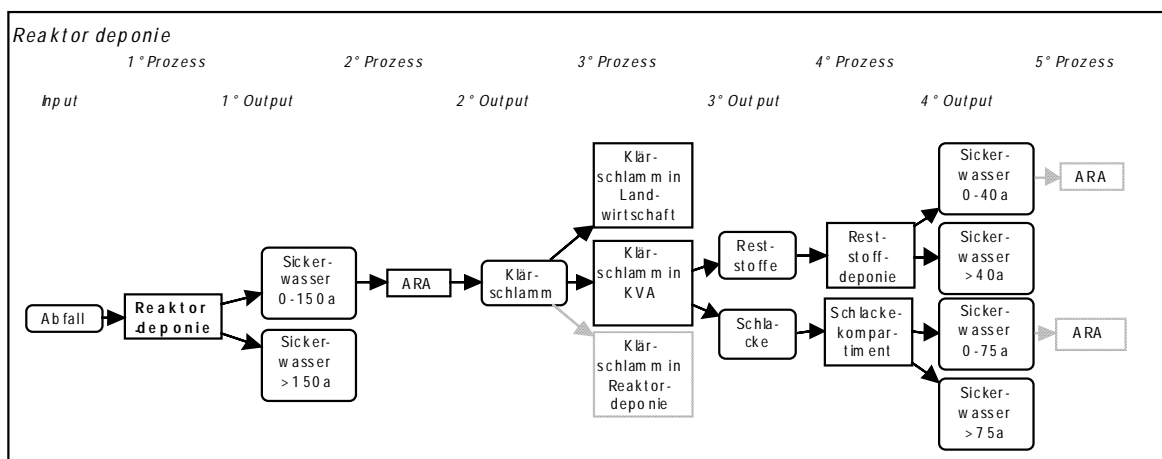 Reaktordeponie
1° Prozess 2° Prozess 3° Prozess 4° Prozess 5° Prozess
Input 1° Output 2° Output 3° Output 4° Output
Abfall
Reaktor
deponie
Sicker-
wasser
0-150a
Sicker-
wasser
>150a
ARA
Klär-
schlamm
Klär-
schlamm in
Land-
wirtschaft
Klär-
schlamm in
KVA
Klär-
schlamm in
Reaktor-
deponie
Rest-
stoffe
Schla-
cke
Rest-
stoff-
deponie
Schlacke-
kompar-
timent
Sicker-
wasser
0-40a
Sicker-
wasser
>40a
Sicker-
wasser
0-75a
Sicker-
wasser
>75a
ARA
ARA